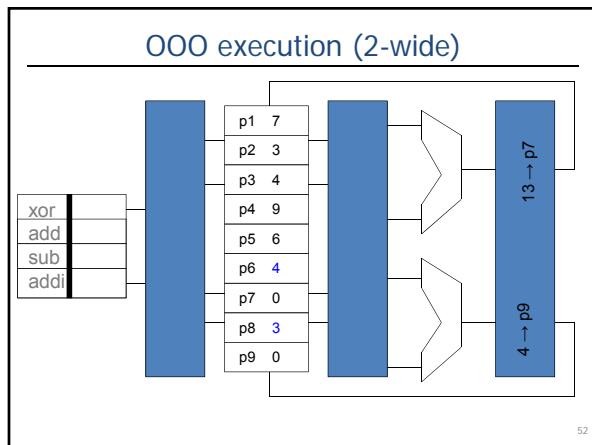 OOO execution (2-wide)
xor
add
sub
addi
p1 7
p2 3
p3 4
p4 9
p5 6
p6 4
p7 0
p8 3
p9 0
13 → p7
4 → p9
52